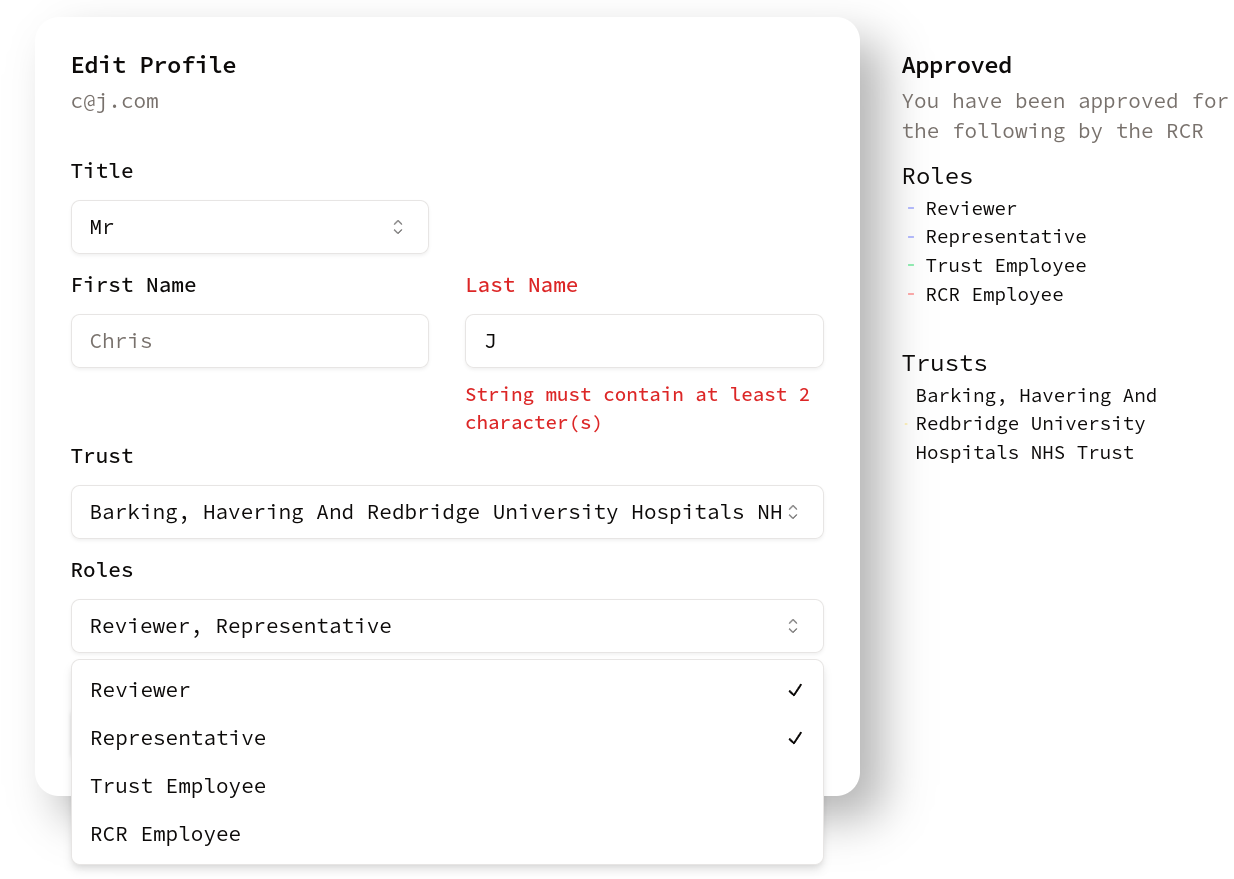 Edit Profile
c@j.com
Title
Mr
First Name
Last Name
Chris
J
String must contain at least 2
character(s)
Trust
Barking, Havering And Redbridge University Hospitals NH
Roles
Reviewer, Representative
Reviewer
Representative
Trust Employee
RCR Employee
Approved
You have been approved for
the following by the RCR
Roles
- Reviewer
- Representative
- Trust Employee
- RCR Employee
Trusts
Barking, Havering And
- Redbridge University
Hospitals NHS Trust